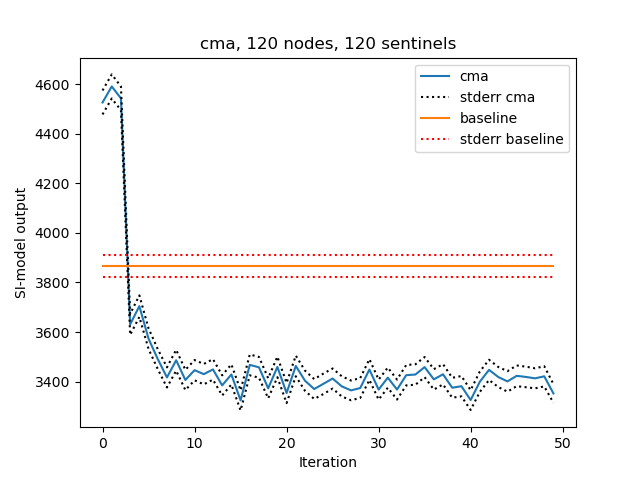 cma, 120 nodes, 120 sentinels
cma
stderr cma
baseline
stderr baseline
SI-model output
4600
4400
4200
4000
3800
3600
3400
0 10 20 30 40 50
Iteration